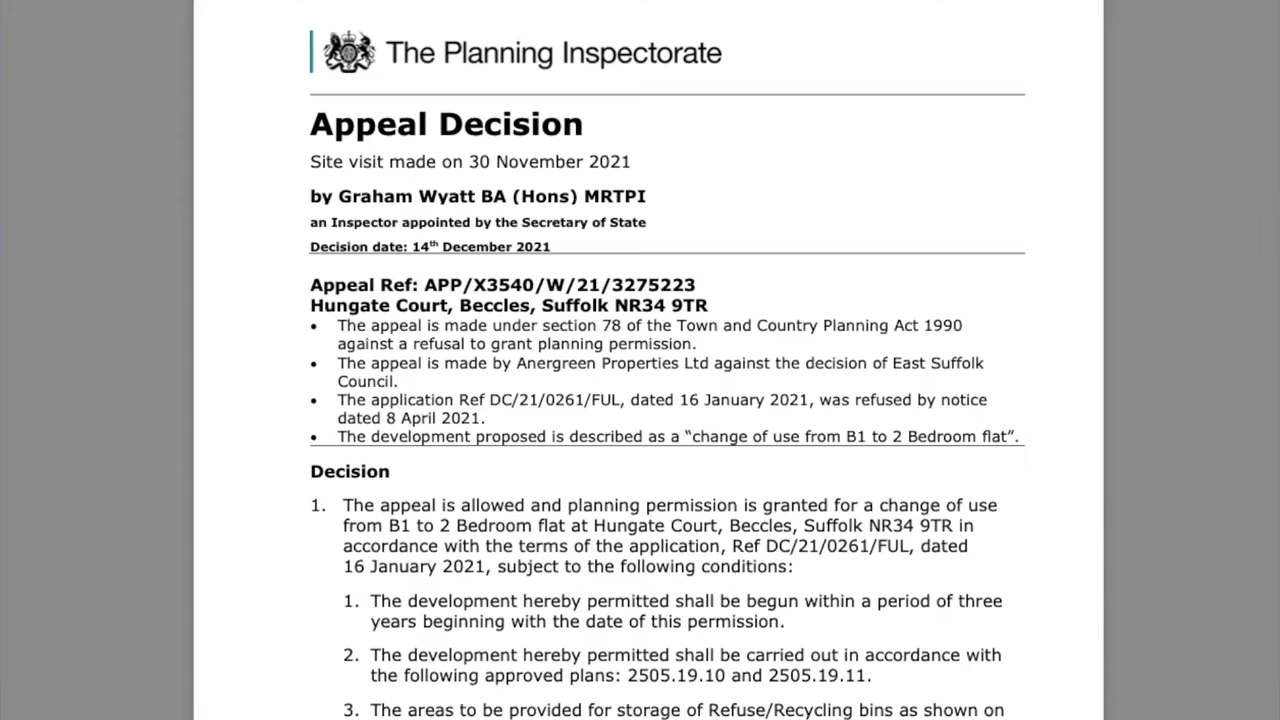 The Planning Inspectorate
Appeal Decision
Site visit made on 30 November 2021
by Graham Wyatt BA (Hons) MRTPI
an Inspector appointed by the Secretary of State
Decision date: 14th December 2021
Appeal Ref: APP/X3540/W/21/3275223
Hungate Court, Beccles, Suffolk NR34 9TR
• The appeal is made under section 78 of the Town and Country Planning Act 1990
against a refusal to grant planning permission.
• The appeal is made by Anergreen Properties Ltd against the decision of East Suffolk
Council.
• The application Ref DC/21/0261/FUL, dated 16 January 2021, was refused by notice
dated 8 April 2021.
• The development proposed is described as a “change of use from B1 to 2 Bedroom flat”.
Decision
1. The appeal is allowed and planning permission is granted for a change of use
from B1 to 2 Bedroom flat at Hungate Court, Beccles, Suffolk NR34 9TR in
accordance with the terms of the application, Ref DC/21/0261/FUL, dated
16 January 2021, subject to the following conditions:
1. The development hereby permitted shall be begun within a period of three
years beginning with the date of this permission.
2. The development hereby permitted shall be carried out in accordance with
the following approved plans: 2505.19.10 and 2505.19.11.
3. The areas to be provided for storage of Refuse/Recycling bins as shown on